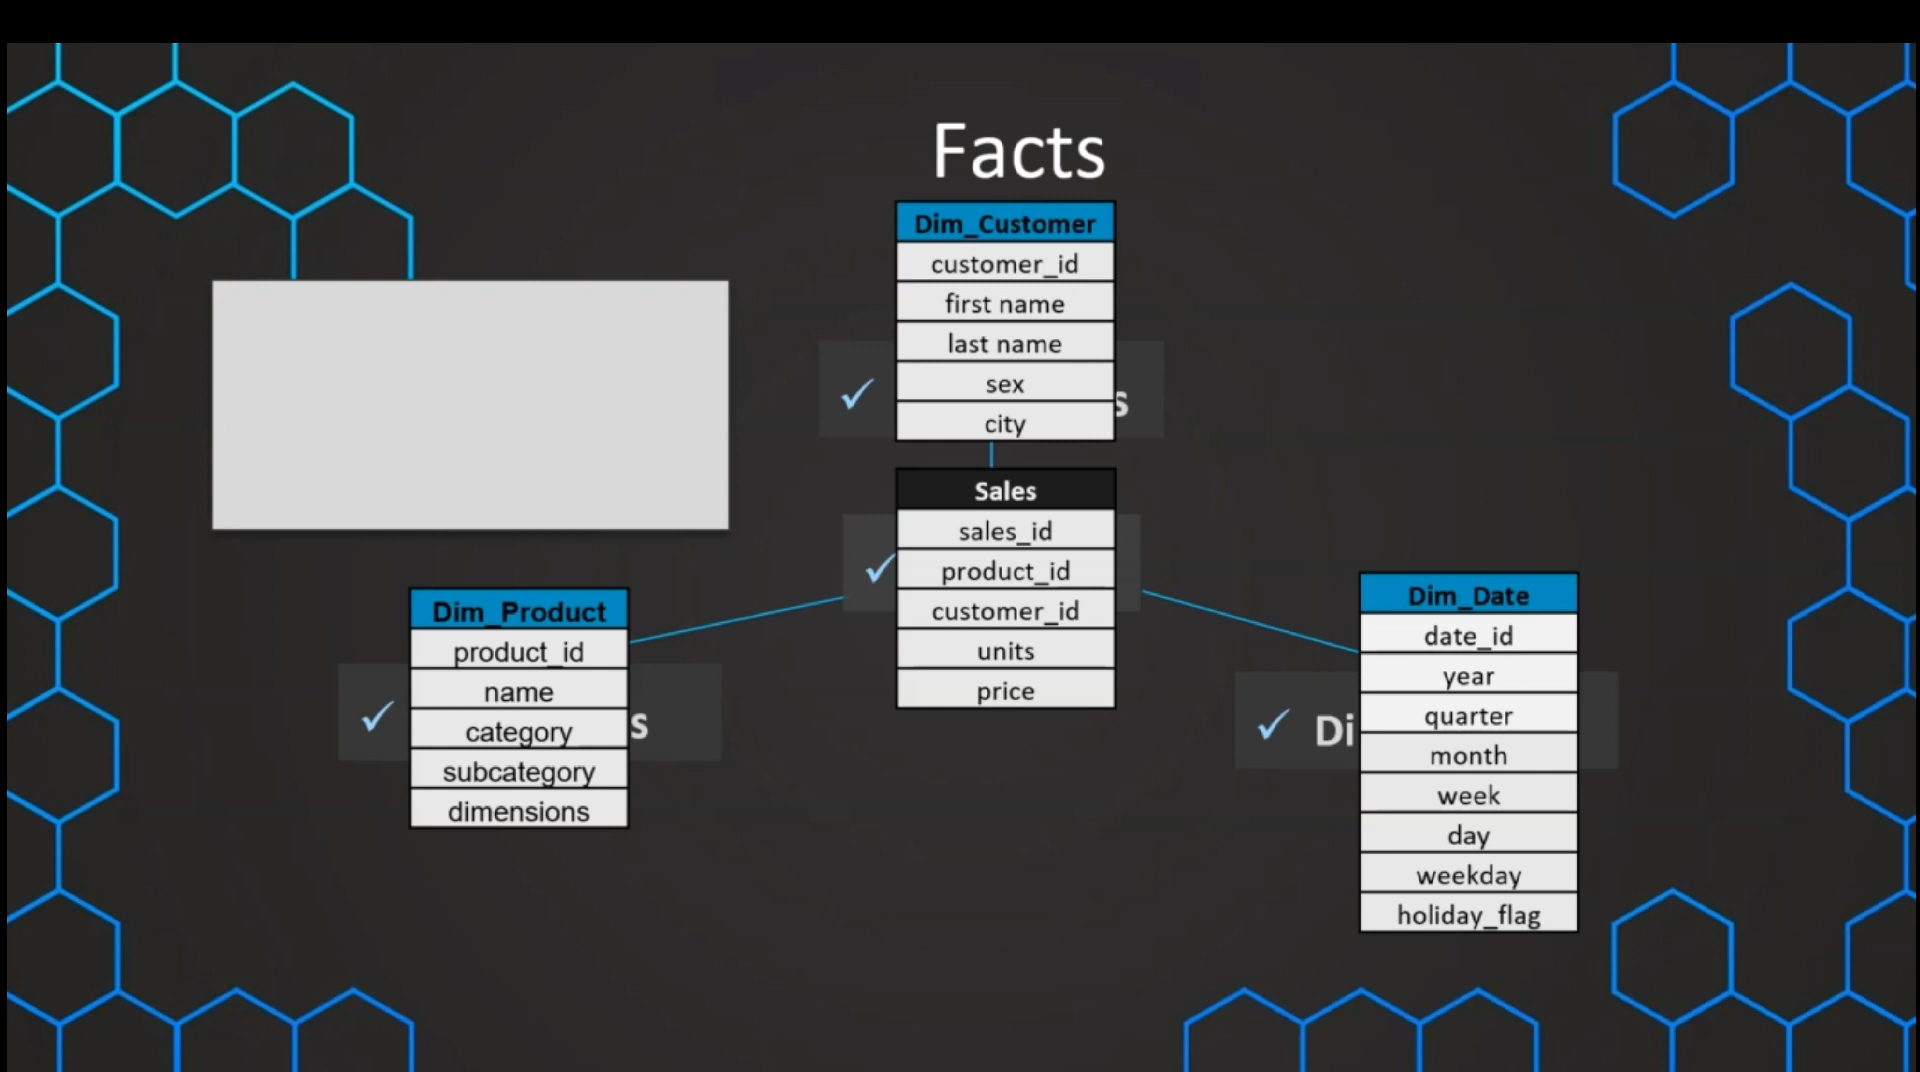 Facts
Dim_Customer
customer_id
first name
last name
sex
city
s
Sales
sales_id
product_id
customer_id
units
price
Dim_Product
product_id
name
category
subcategory
dimensions
s
Dim_Date
date_id
year
quarter
month
week
day
weekday
holiday_flag
Di